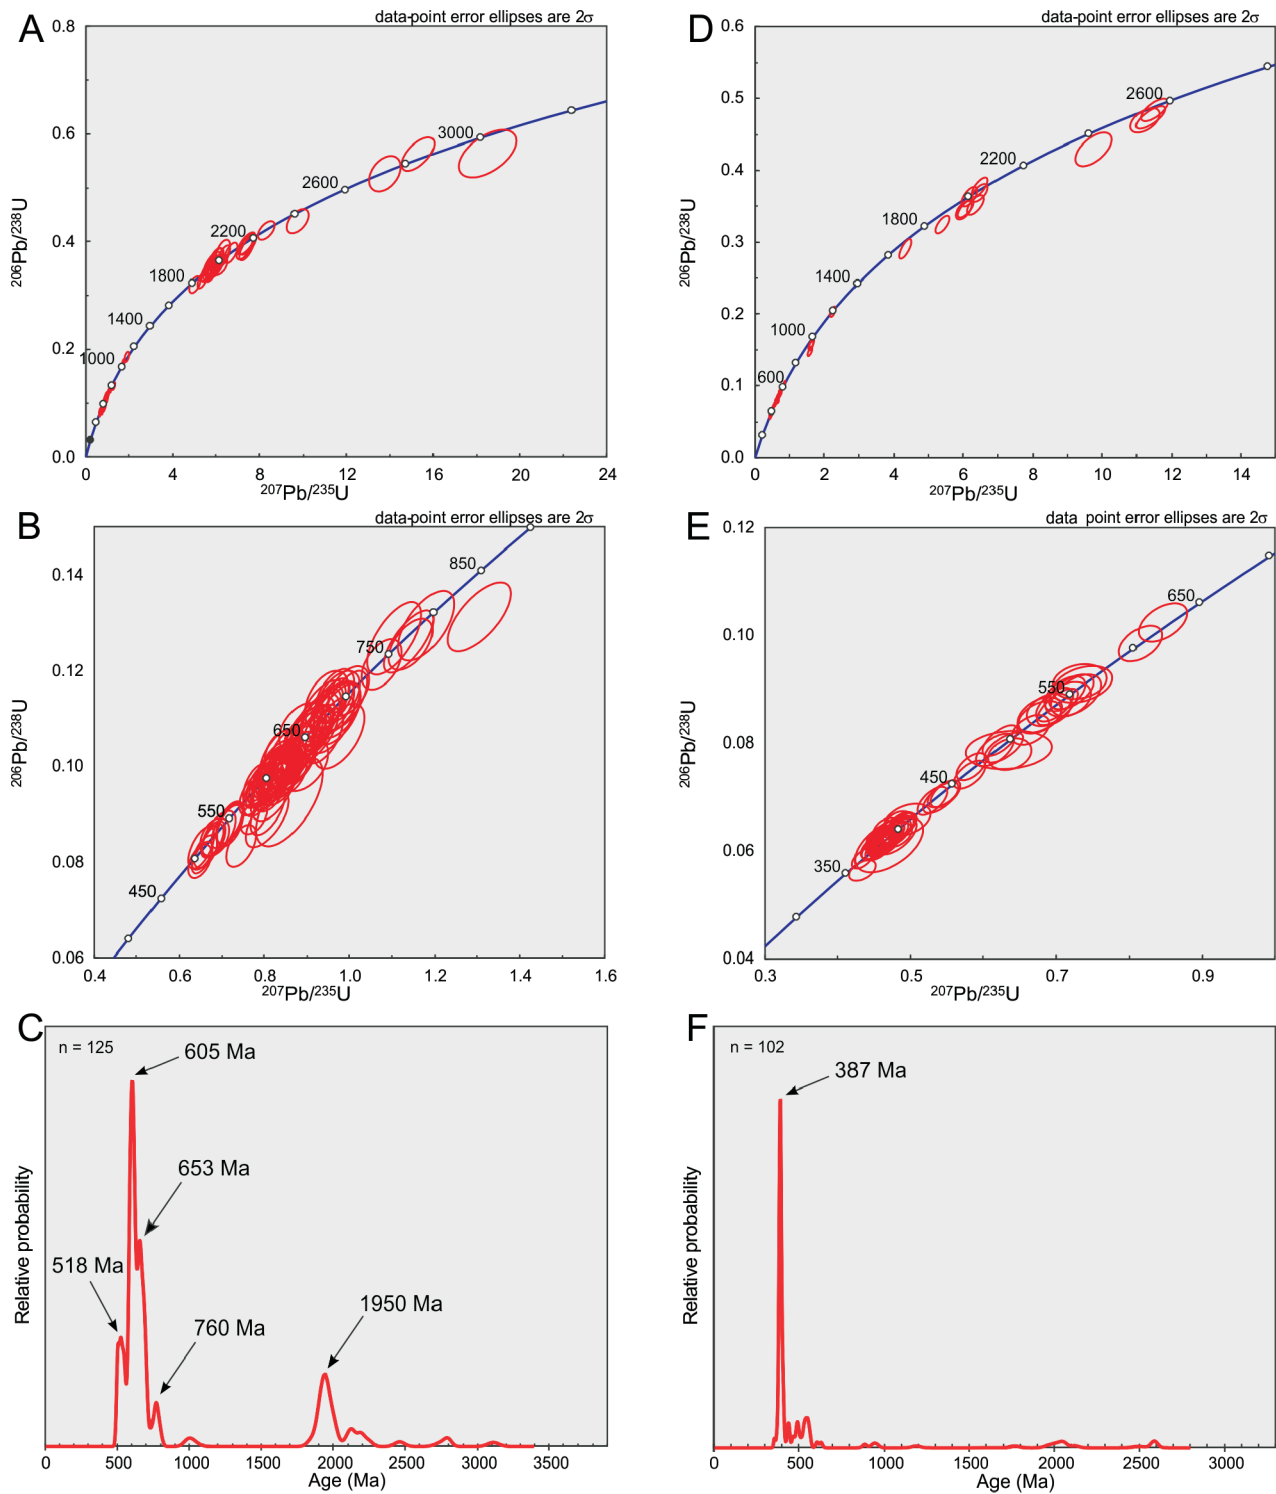 A
data-point error ellipses are 2σ
0.8
0.6
0.4
0.2
0.0
206Pb/238U
1000
1400
1800
2200
2600
3000
0
4
8
12
16
20
24
207Pb/235U
D
data-point error ellipses are 2σ
0.6
0.5
0.4
0.3
0.2
0.1
0.0
206Pb/238U
600
1000
1400
1800
2200
2600
0
2
4
6
8
10
12
14
207Pb/235U
B
data-point error ellipses are 2σ
0.14
0.12
0.10
0.08
0.06
206Pb/238U
450
550
650
750
850
0.4
0.6
0.8
1.0
1.2
1.4
1.6
207Pb/235U
E
data point error ellipses are 2σ
0.12
0.10
0.08
0.06
0.04
206Pb/238U
350
450
550
650
0.3
0.5
0.7
0.9
207Pb/235U
C
n = 125
605 Ma
653 Ma
518 Ma
760 Ma
1950 Ma
Relative probability
0
500
1000
1500
2000
2500
3000
3500
Age (Ma)
F
n = 102
387 Ma
Relative probability
0
500
1000
1500
2000
2500
3000
Age (Ma)